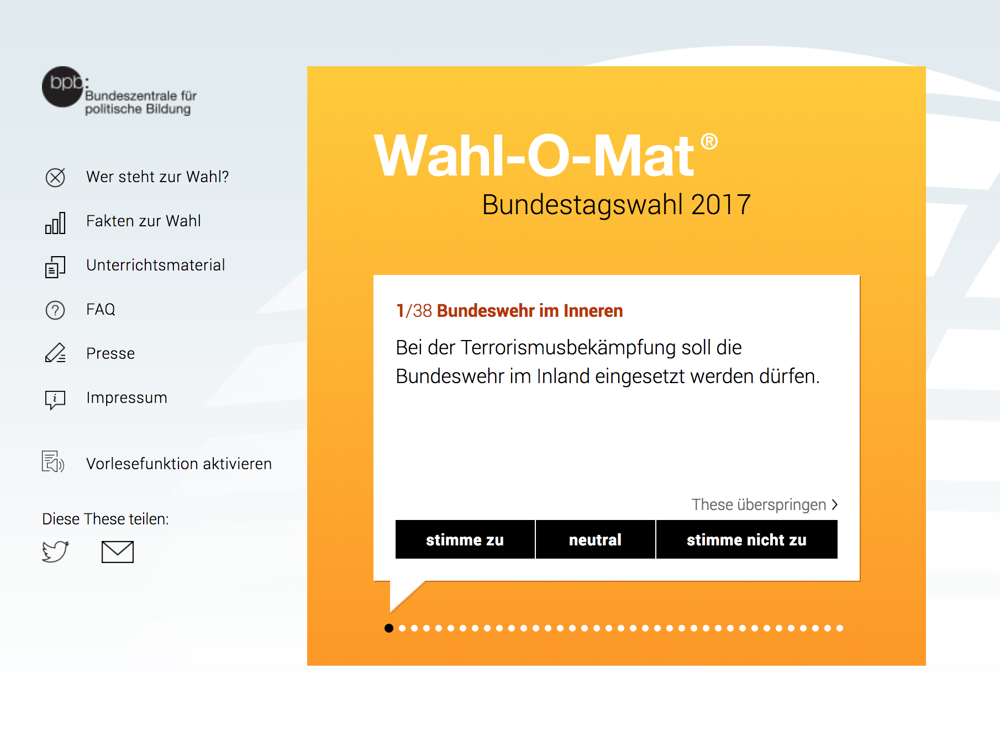 bpb:
Bundeszentrale für
politische Bildung
Wer steht zur Wahl?
Fakten zur Wahl
Unterrichtsmaterial
FAQ
Presse
Impressum
Vorlesefunktion aktivieren
Diese These teilen:
Wahl-O-Mat®
Bundestagswahl 2017
1/38 Bundeswehr im Inneren
Bei der Terrorismusbekämpfung soll die
Bundeswehr im Inland eingesetzt werden dürfen.
These überspringen
stimme zu neutral stimme nicht zu